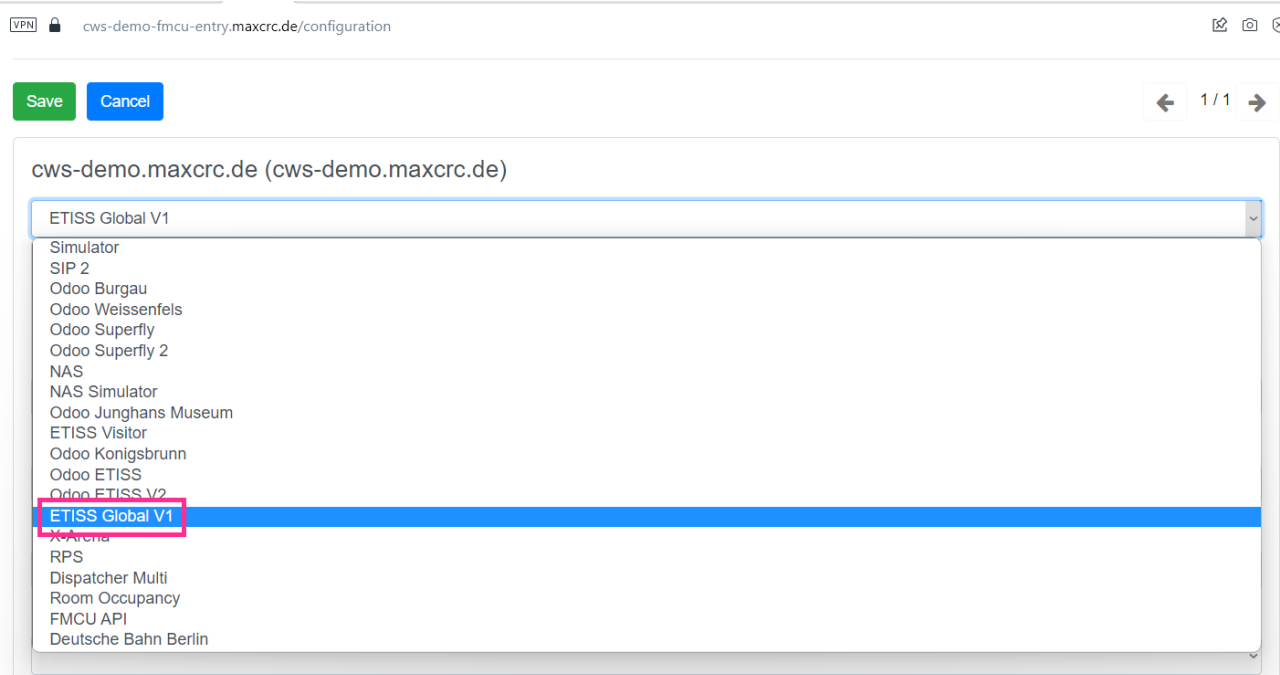 VPN cws-demo-fmcu-entry.maxcrc.de/configuration
Save Cancel 1 / 1
cws-demo.maxcrc.de (cws-demo.maxcrc.de)
ETISS Global V1
Simulator
SIP 2
Odoo Burgau
Odoo Weissenfels
Odoo Superfly
Odoo Superfly 2
NAS
NAS Simulator
Odoo Junghans Museum
ETISS Visitor
Odoo Konigsbrunn
Odoo ETISS
Odoo ETISS V2
ETISS Global V1
X-Arena
RPS
Dispatcher Multi
Room Occupancy
FMCU API
Deutsche Bahn Berlin